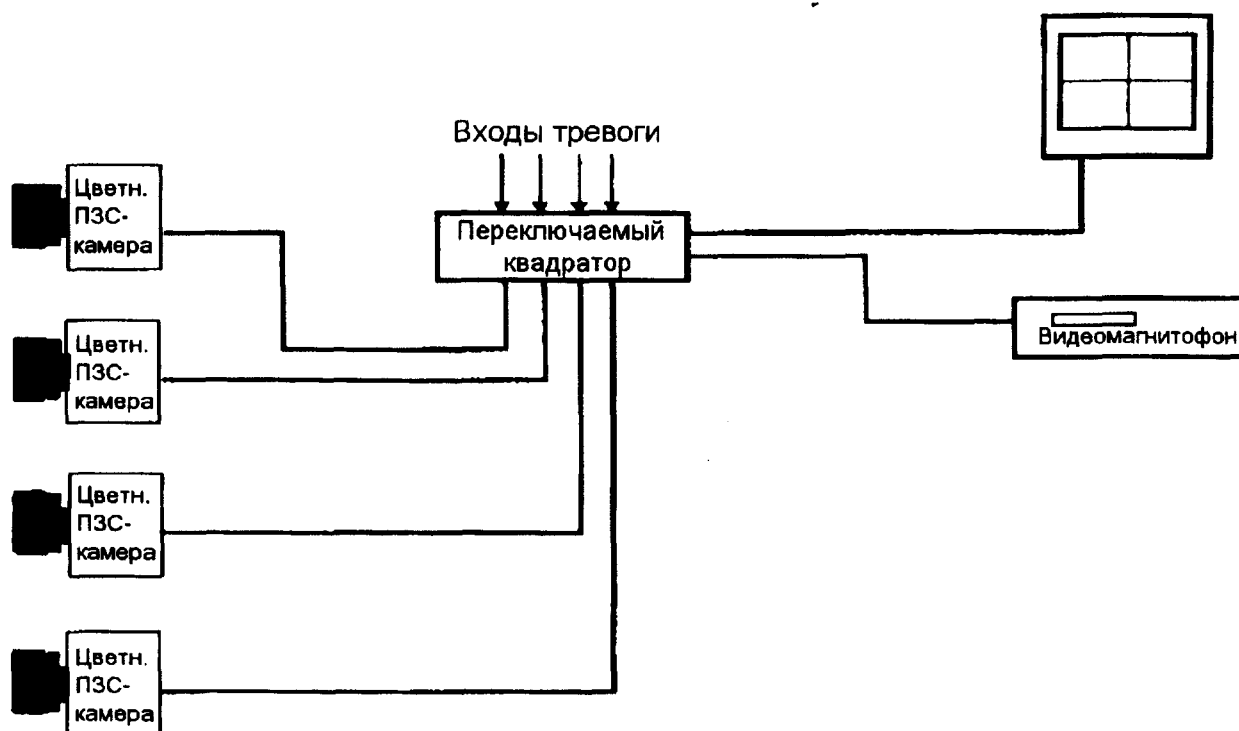 Входы тревоги
Цветн.
ПЗС-
камера
Переключаемый
квадратор
Видеомагнитофон
Цветн.
ПЗС-
камера
Цветн.
ПЗС-
камера
Цветн.
ПЗС-
камера